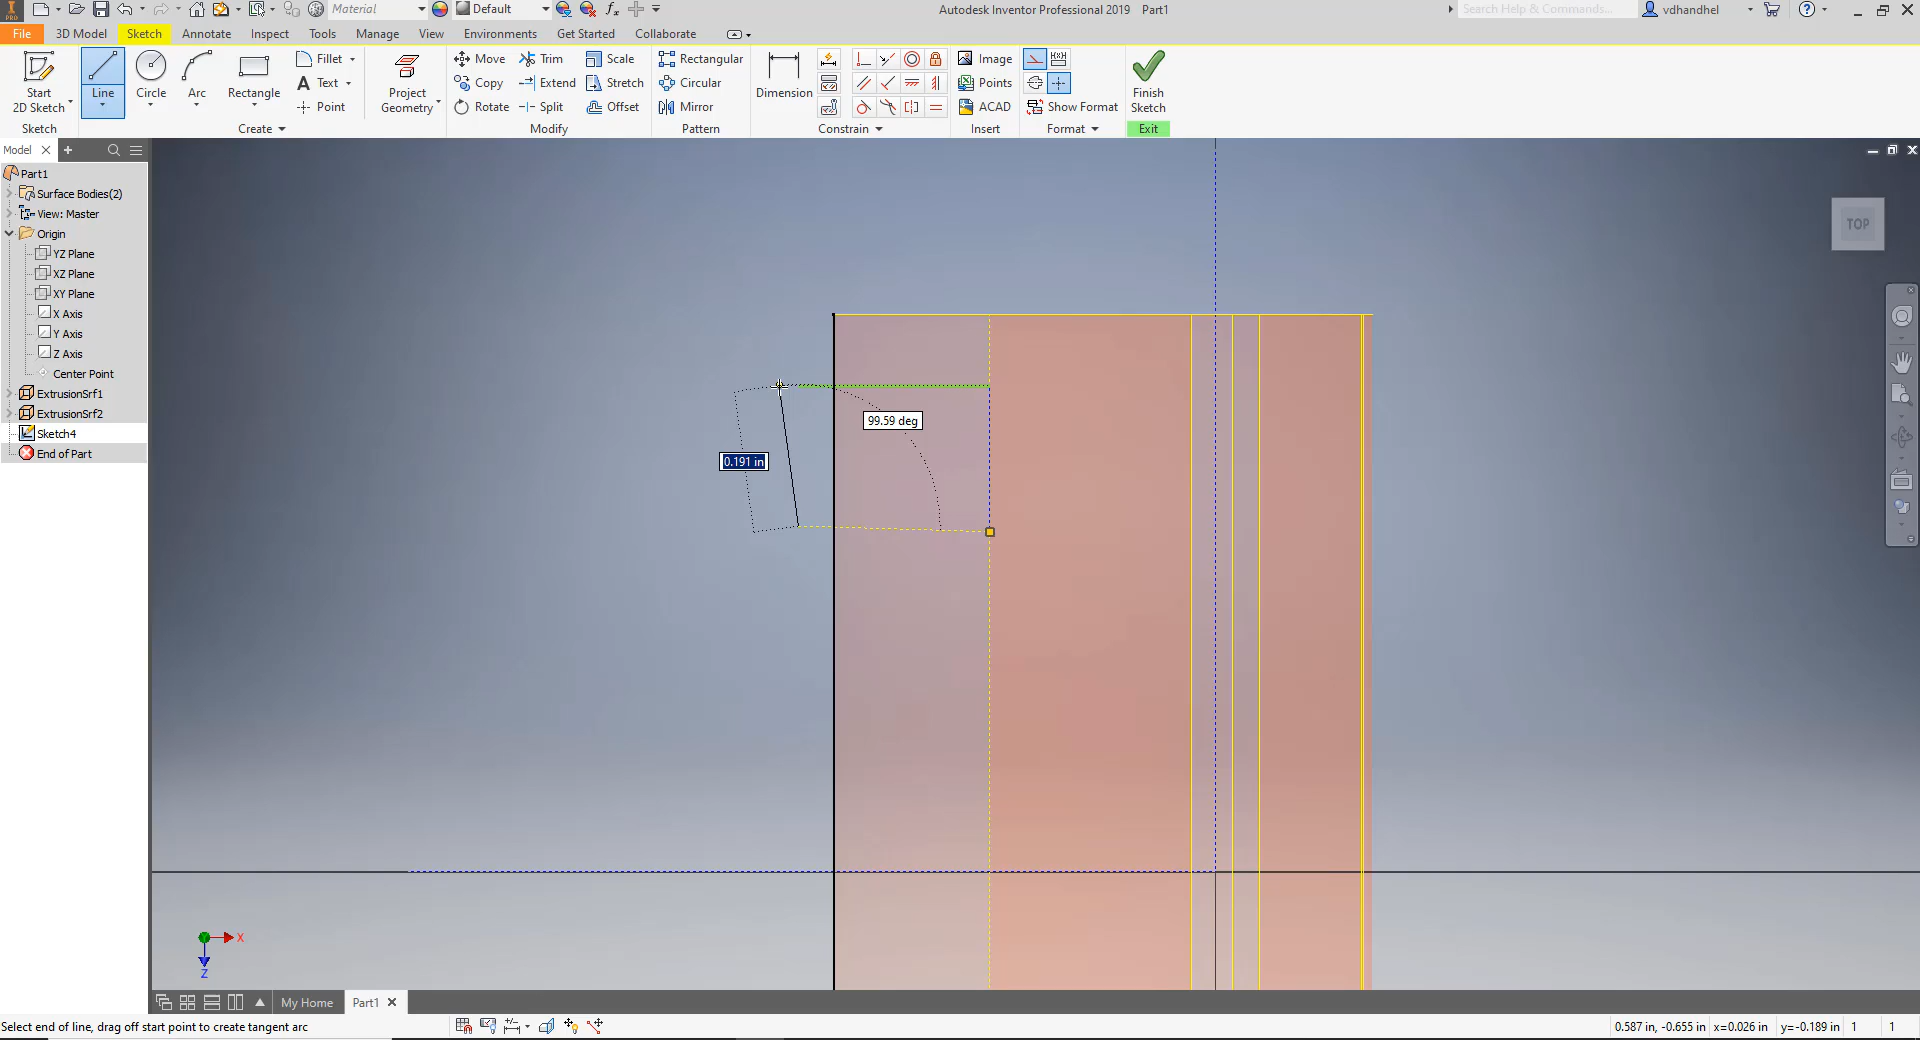 Material
Default
Autodesk Inventor Professional 2019 Part1
Search Help & Commands...
vdhandhel
File
3D Model
Sketch
Annotate
Inspect
Tools
Manage
View
Environments
Get Started
Collaborate
Start
2D Sketch
Line
Circle
Arc
Rectangle
Fillet
Text
Point
Project
Geometry
Move
Copy
Rotate
Trim
Extend
Split
Scale
Stretch
Offset
Rectangular
Circular
Mirror
Dimension
Image
Points
ACAD
Show Format
Finish
Sketch
Sketch
Create
Modify
Pattern
Constrain
Insert
Format
Exit
Model
Part1
Surface Bodies(2)
View: Master
Origin
YZ Plane
XZ Plane
XY Plane
X Axis
Y Axis
Z Axis
Center Point
ExtrusionSrf1
ExtrusionSrf2
Sketch4
End of Part
TOP
99.59 deg
0.191 in
X
Z
My Home
Part1
Select end of line, drag off start point to create tangent arc
0.587 in, -0.655 in
x=0.026 in
y=-0.189 in
1
1